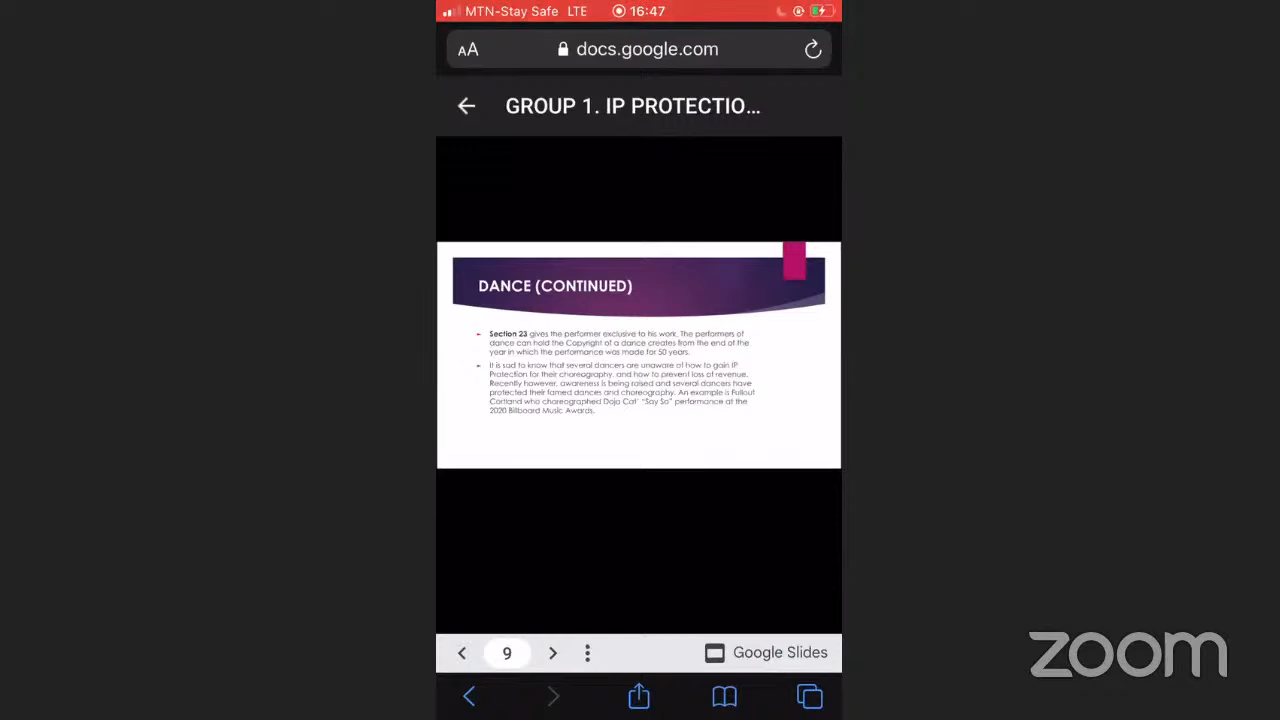 MTN-Stay Safe LTE 16:47
AA docs.google.com
GROUP 1. IP PROTECTIO...
DANCE (CONTINUED)
Section 23 gives the performer exclusive to his work. The performers of
dance can hold the Copyright of a dance creates from the end of the
year in which the performance was made for 50 years.
It is sad to know that several dancers are unaware of how to gain IP
Protection for their choreography, and how to prevent loss of revenue.
Recently however, awareness is being raised and several dancers have
protected their famed dances and choreography. An example is Fullout
Cortland who choreographed Doja Cat' "Say So" performance at the
2020 Billboard Music Awards.
9 Google Slides
zoom